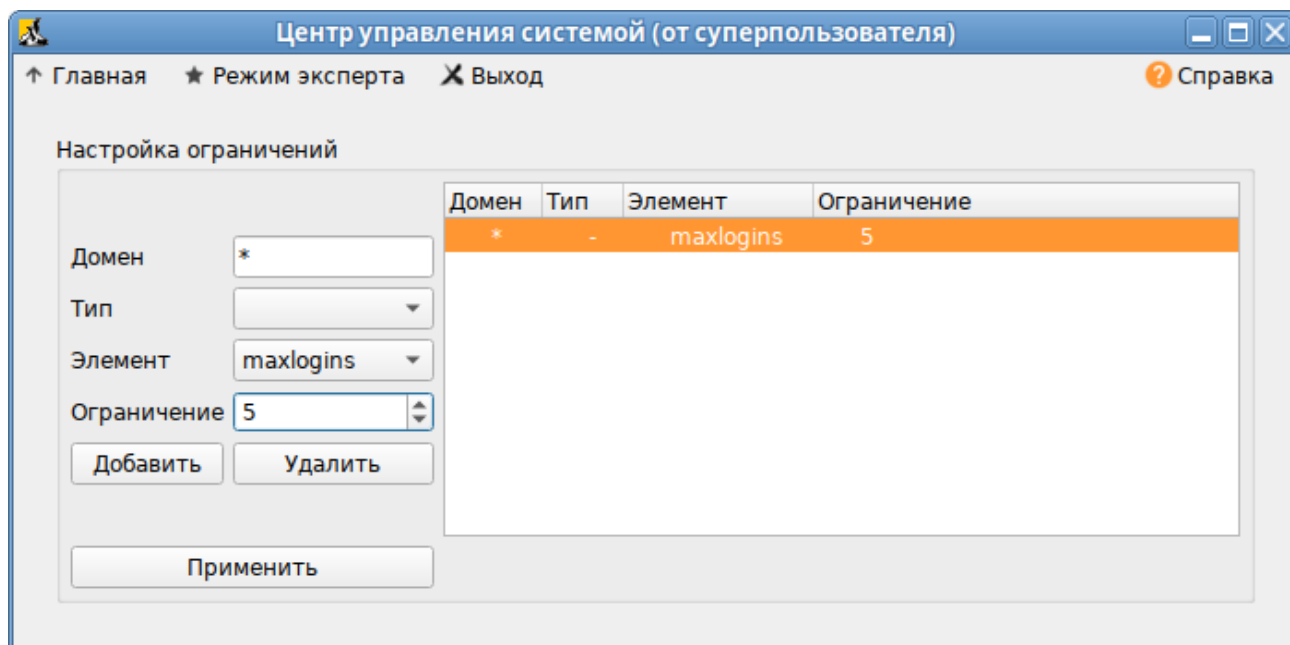 Центр управления системой (от суперпользователя)
Главная Режим эксперта Выход Справка
Настройка ограничений
Домен Тип Элемент Ограничение
* - maxlogins 5
Домен *
Тип
Элемент maxlogins
Ограничение 5
Добавить Удалить
Применить